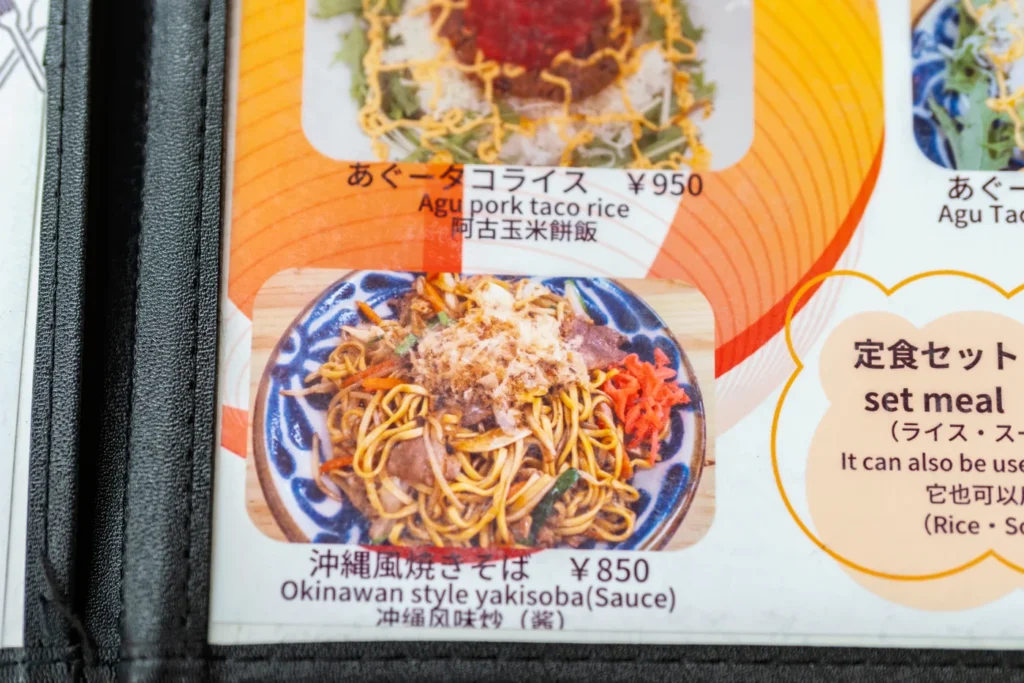 あぐータコライス ￥950
Agu pork taco rice
阿古玉米餅飯
あぐー
Agu
沖縄風焼きそば ￥850
Okinawan style yakisoba(Sauce)
冲绳风味炒（酱）
定食セット
set meal
（ライス・スー
It can also be use
它也可以
（Rice・So